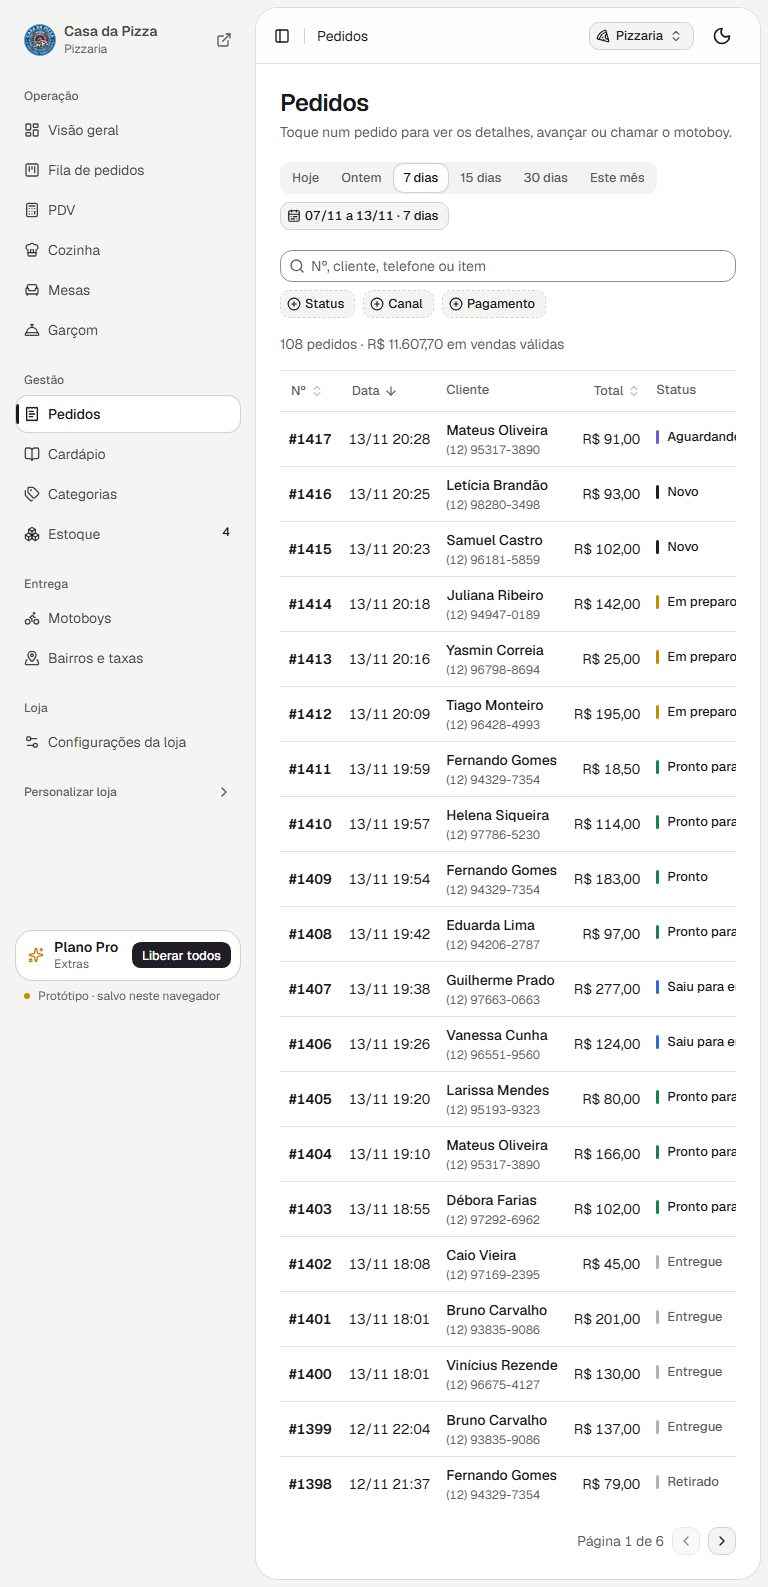 Casa da Pizza
Pizzaria
Operação
Visão geral
Fila de pedidos
PDV
Cozinha
Mesas
Garçom
Gestão
Pedidos
Cardápio
Categorias
Estoque 4
Entrega
Motoboys
Bairros e taxas
Loja
Configurações da loja
Personalizar loja
Plano Pro
Extras
Liberar todos
Protótipo · salvo neste navegador
Pedidos
Pizzaria
Pedidos
Toque num pedido para ver os detalhes, avançar ou chamar o motoboy.
Hoje Ontem 7 dias 15 dias 30 dias Este mês
07/11 a 13/11 · 7 dias
Nº, cliente, telefone ou item
Status Canal Pagamento
108 pedidos · R$ 11.607,70 em vendas válidas
Nº Data Cliente Total Status
#1417 13/11 20:28 Mateus Oliveira R$ 91,00 Aguardando
(12) 95317-3890
#1416 13/11 20:25 Letícia Brandão R$ 93,00 Novo
(12) 98280-3498
#1415 13/11 20:23 Samuel Castro R$ 102,00 Novo
(12) 96181-5859
#1414 13/11 20:18 Juliana Ribeiro R$ 142,00 Em preparo
(12) 94947-0189
#1413 13/11 20:16 Yasmin Correia R$ 25,00 Em preparo
(12) 96798-8694
#1412 13/11 20:09 Tiago Monteiro R$ 195,00 Em preparo
(12) 96428-4993
#1411 13/11 19:59 Fernando Gomes R$ 18,50 Pronto para
(12) 94329-7354
#1410 13/11 19:57 Helena Siqueira R$ 114,00 Pronto para
(12) 97786-5230
#1409 13/11 19:54 Fernando Gomes R$ 183,00 Pronto
(12) 94329-7354
#1408 13/11 19:42 Eduarda Lima R$ 97,00 Pronto para
(12) 94206-2787
#1407 13/11 19:38 Guilherme Prado R$ 277,00 Saiu para e
(12) 97663-0663
#1406 13/11 19:26 Vanessa Cunha R$ 124,00 Saiu para e
(12) 96551-9560
#1405 13/11 19:20 Larissa Mendes R$ 80,00 Pronto para
(12) 95193-9323
#1404 13/11 19:10 Mateus Oliveira R$ 166,00 Pronto para
(12) 95317-3890
#1403 13/11 18:55 Débora Farias R$ 102,00 Pronto para
(12) 97292-6962
#1402 13/11 18:08 Caio Vieira R$ 45,00 Entregue
(12) 97169-2395
#1401 13/11 18:01 Bruno Carvalho R$ 201,00 Entregue
(12) 93835-9086
#1400 13/11 18:01 Vinícius Rezende R$ 130,00 Entregue
(12) 96675-4127
#1399 12/11 22:04 Bruno Carvalho R$ 137,00 Entregue
(12) 93835-9086
#1398 12/11 21:37 Fernando Gomes R$ 79,00 Retirado
(12) 94329-7354
Página 1 de 6